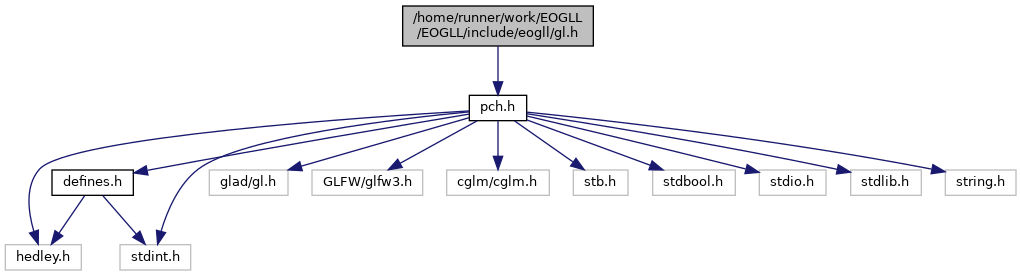 /home/runner/work/EOGLL
/EOGLL/include/eogll/gl.h
pch.h
defines.h
glad/gl.h
GLFW/glfw3.h
cglm/cglm.h
stb.h
stdbool.h
stdio.h
stdlib.h
string.h
hedley.h
stdint.h